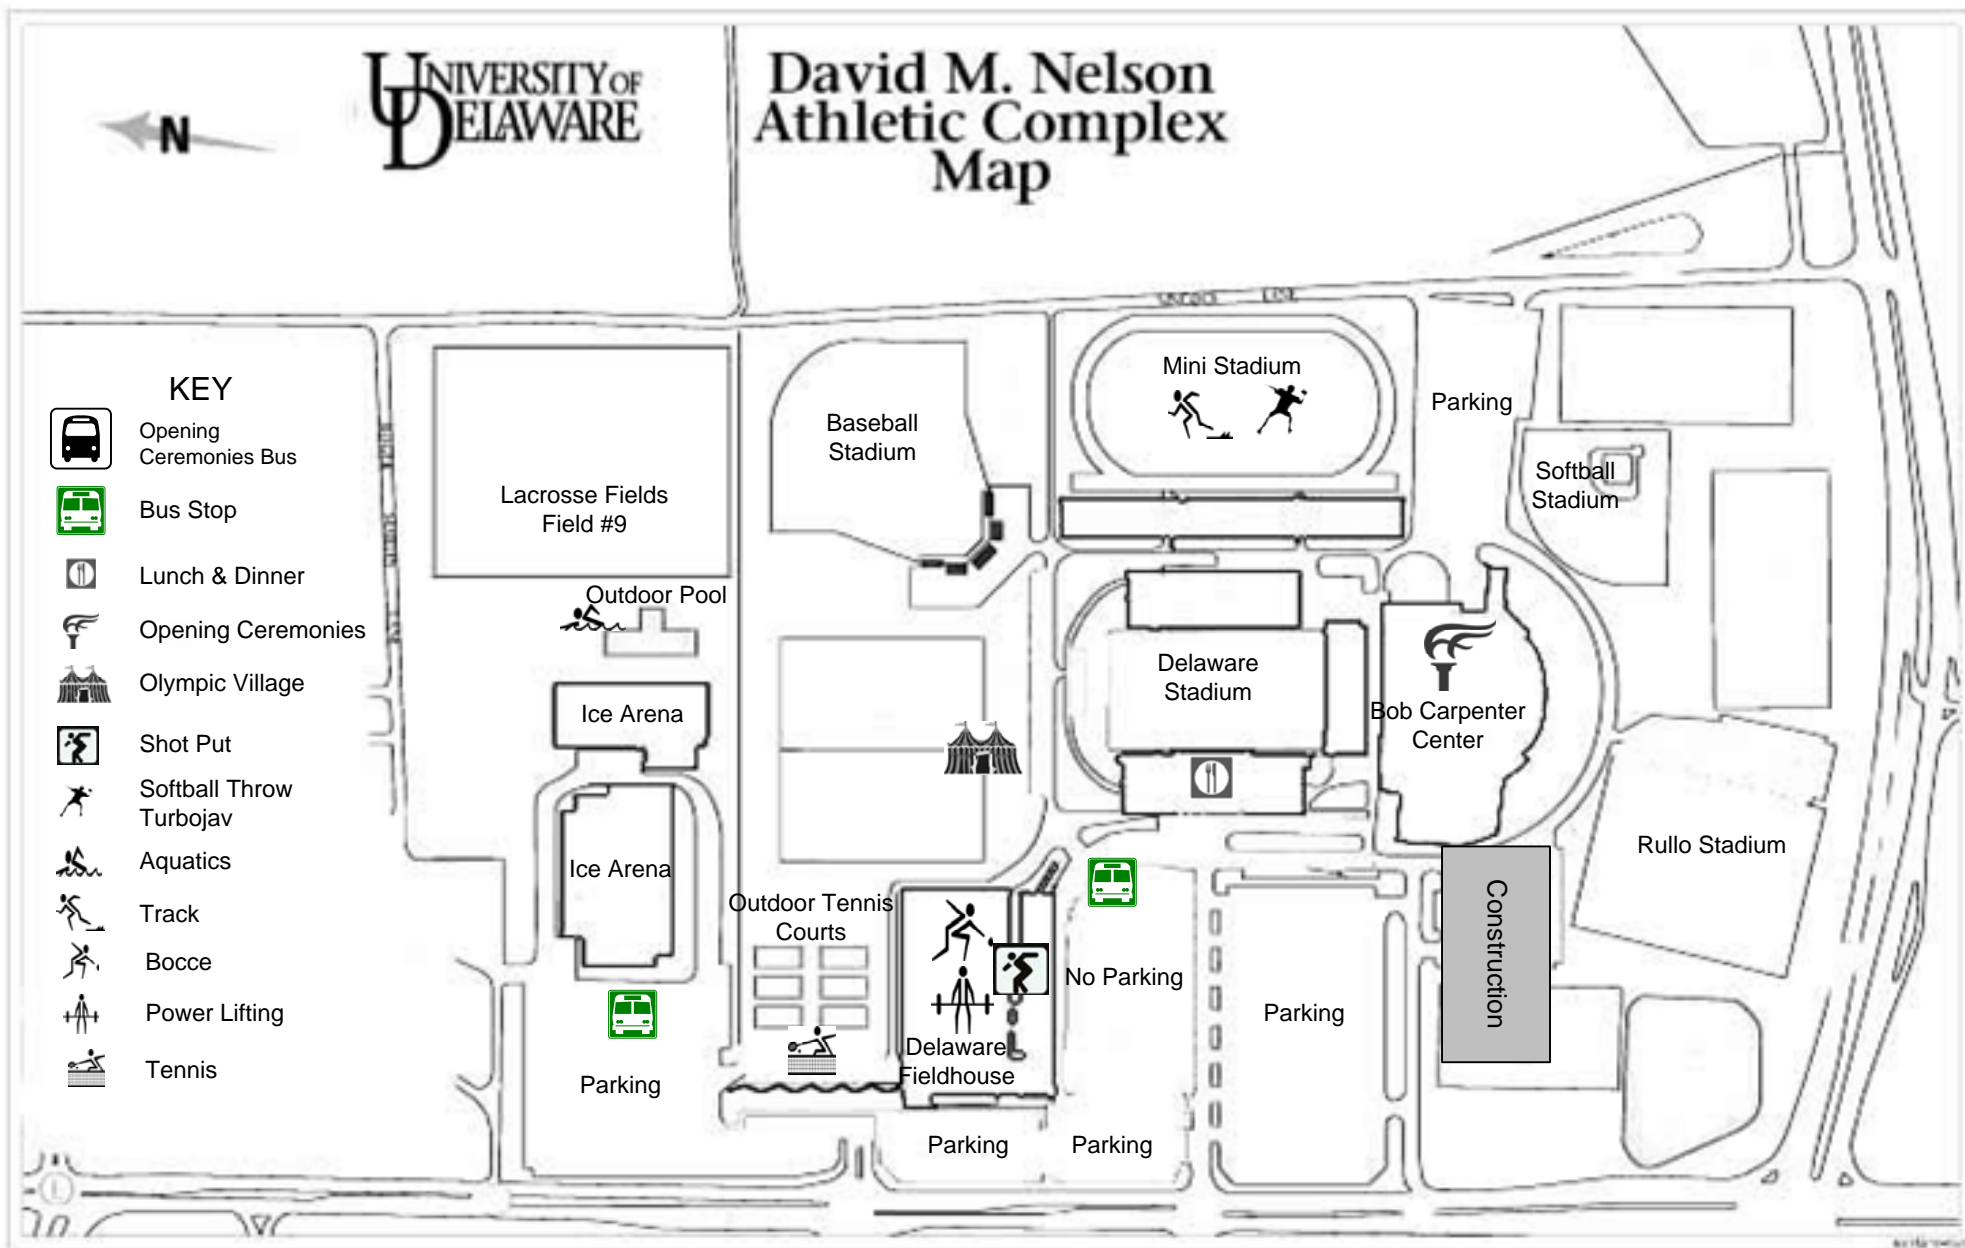 UNIVERSITY OF
DELAWARE
David M. Nelson
Athletic Complex
Map
N
KEY
Opening
Ceremonies Bus
Bus Stop
Lunch & Dinner
Opening Ceremonies
Olympic Village
Shot Put
Softball Throw
Turbojav
Aquatics
Track
Bocce
Power Lifting
Tennis
LANE
Mini Stadium
Parking
Baseball
Stadium
Softball
Stadium
Lacrosse Fields
Field #9
Outdoor Pool
Delaware
Stadium
Ice Arena
Bob Carpenter
Center
Rullo Stadium
Ice Arena
Outdoor Tennis
Courts
Construction
No Parking
Parking
Delaware
Fieldhouse
Parking
Parking
Parking
L